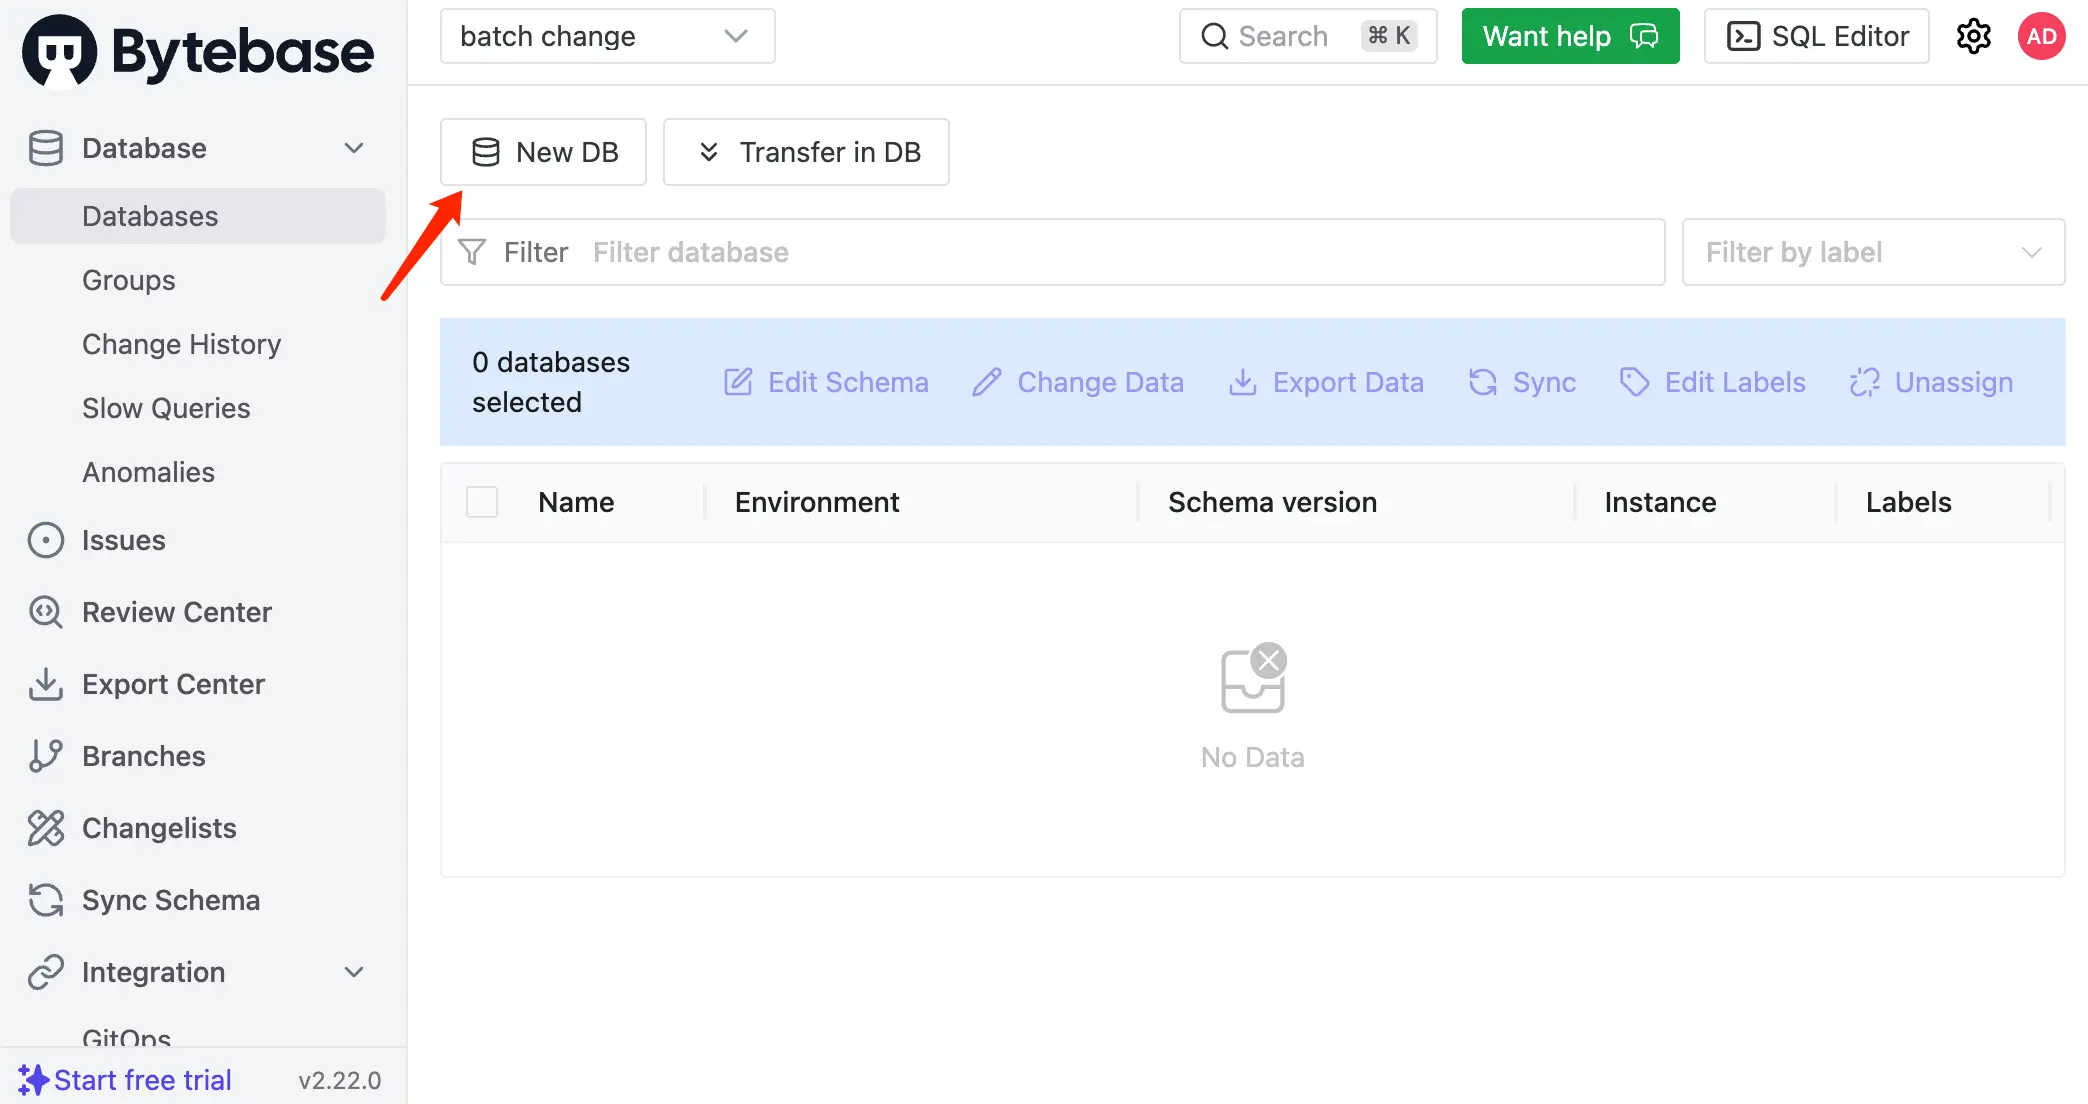 Bytebase
Database
Databases
Groups
Change History
Slow Queries
Anomalies
Issues
Review Center
Export Center
Branches
Changelists
Sync Schema
Integration
GitOps
Start free trial v2.22.0
batch change
Search ⌘ K
Want help
SQL Editor
AD
New DB
Transfer in DB
Filter Filter database
Filter by label
0 databases
selected
Edit Schema
Change Data
Export Data
Sync
Edit Labels
Unassign
Name Environment Schema version Instance Labels
No Data